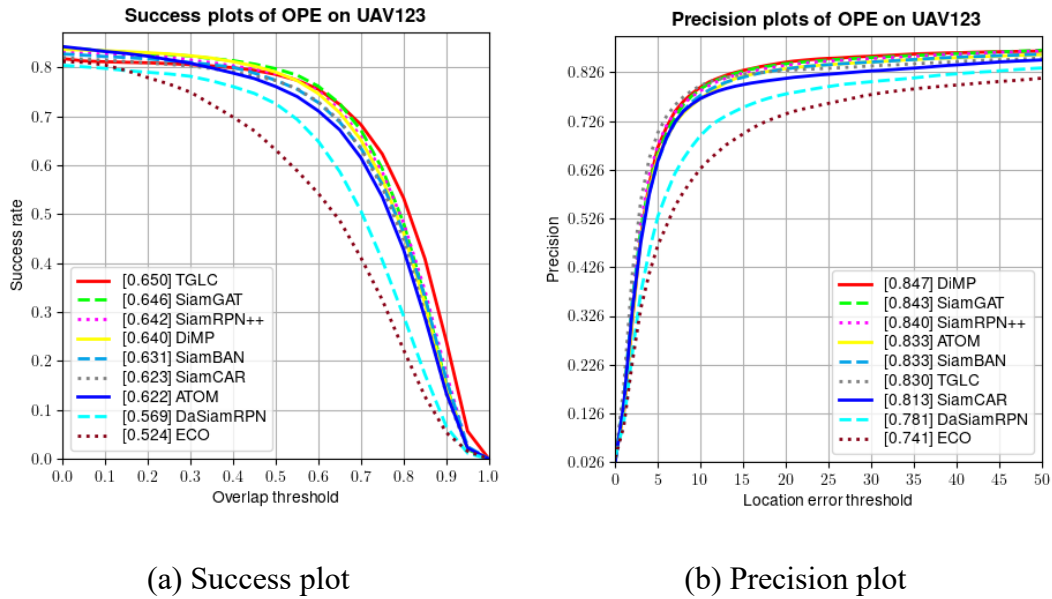 Success plots of OPE on UAV123
Success rate
0.8
0.7
0.6
0.5
0.4
0.3
0.2
0.1
0.0
[0.650] TGLC
[0.646] SiamGAT
[0.642] SiamRPN++
[0.640] DiMP
[0.631] SiamBAN
[0.623] SiamCAR
[0.622] ATOM
[0.569] DaSiamRPN
[0.524] ECO
0.0 0.1 0.2 0.3 0.4 0.5 0.6 0.7 0.8 0.9 1.0
Overlap threshold
(a) Success plot
Precision plots of OPE on UAV123
Precision
0.826
0.726
0.626
0.526
0.426
0.326
0.226
0.126
0.026
[0.847] DiMP
[0.843] SiamGAT
[0.840] SiamRPN++
[0.833] ATOM
[0.833] SiamBAN
[0.830] TGLC
[0.813] SiamCAR
[0.781] DaSiamRPN
[0.741] ECO
0 5 10 15 20 25 30 35 40 45 50
Location error threshold
(b) Precision plot